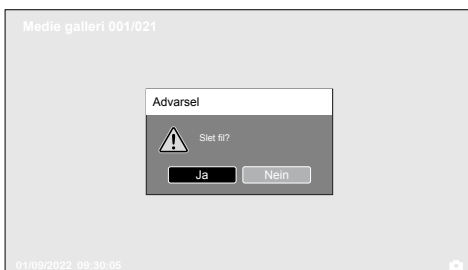 Medie galleri 001/021
Advarsel
Slet fil?
Ja Nein
01/09/2022 09:30:05